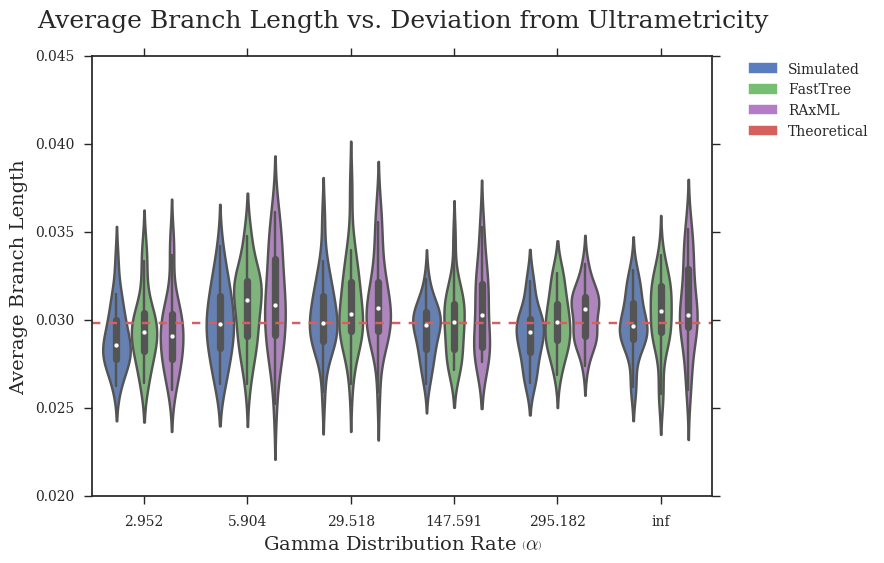 Average Branch Length vs. Deviation from Ultrametricity
0.045
0.040
0.035
0.030
0.025
0.020
Average Branch Length
2.952 5.904 29.518 147.591 295.182 inf
Gamma Distribution Rate (α)
Simulated
FastTree
RAxML
Theoretical